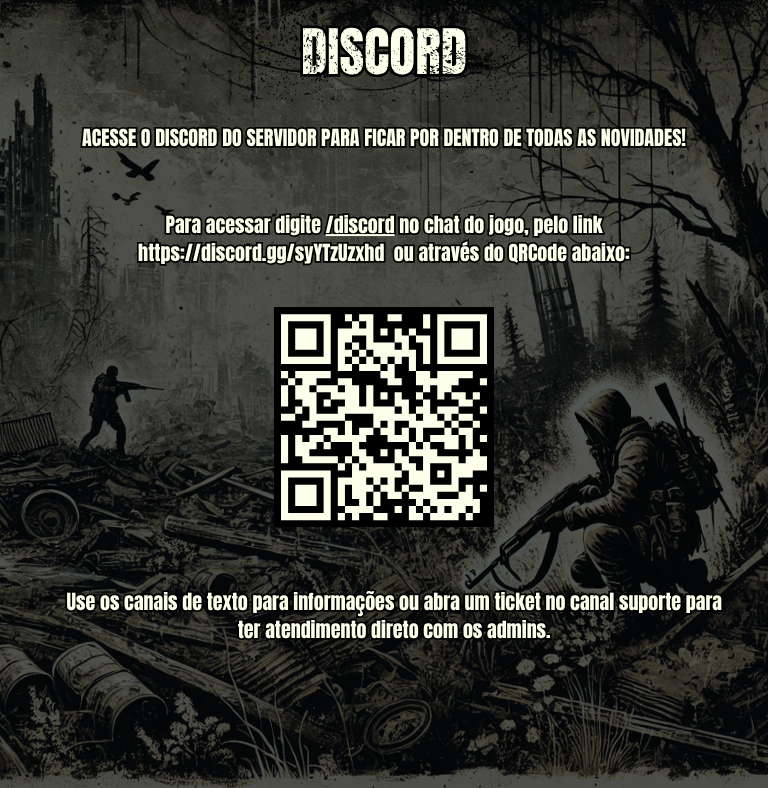 DISCORD
ACESSE O DISCORD DO SERVIDOR PARA FICAR POR DENTRO DE TODAS AS NOVIDADES!
Para acessar digite /discord no chat do jogo, pelo link
https://discord.gg/syYTzUzxhd ou através do QRCode abaixo:
Use os canais de texto para informações ou abra um ticket no canal suporte para
ter atendimento direto com os admins.